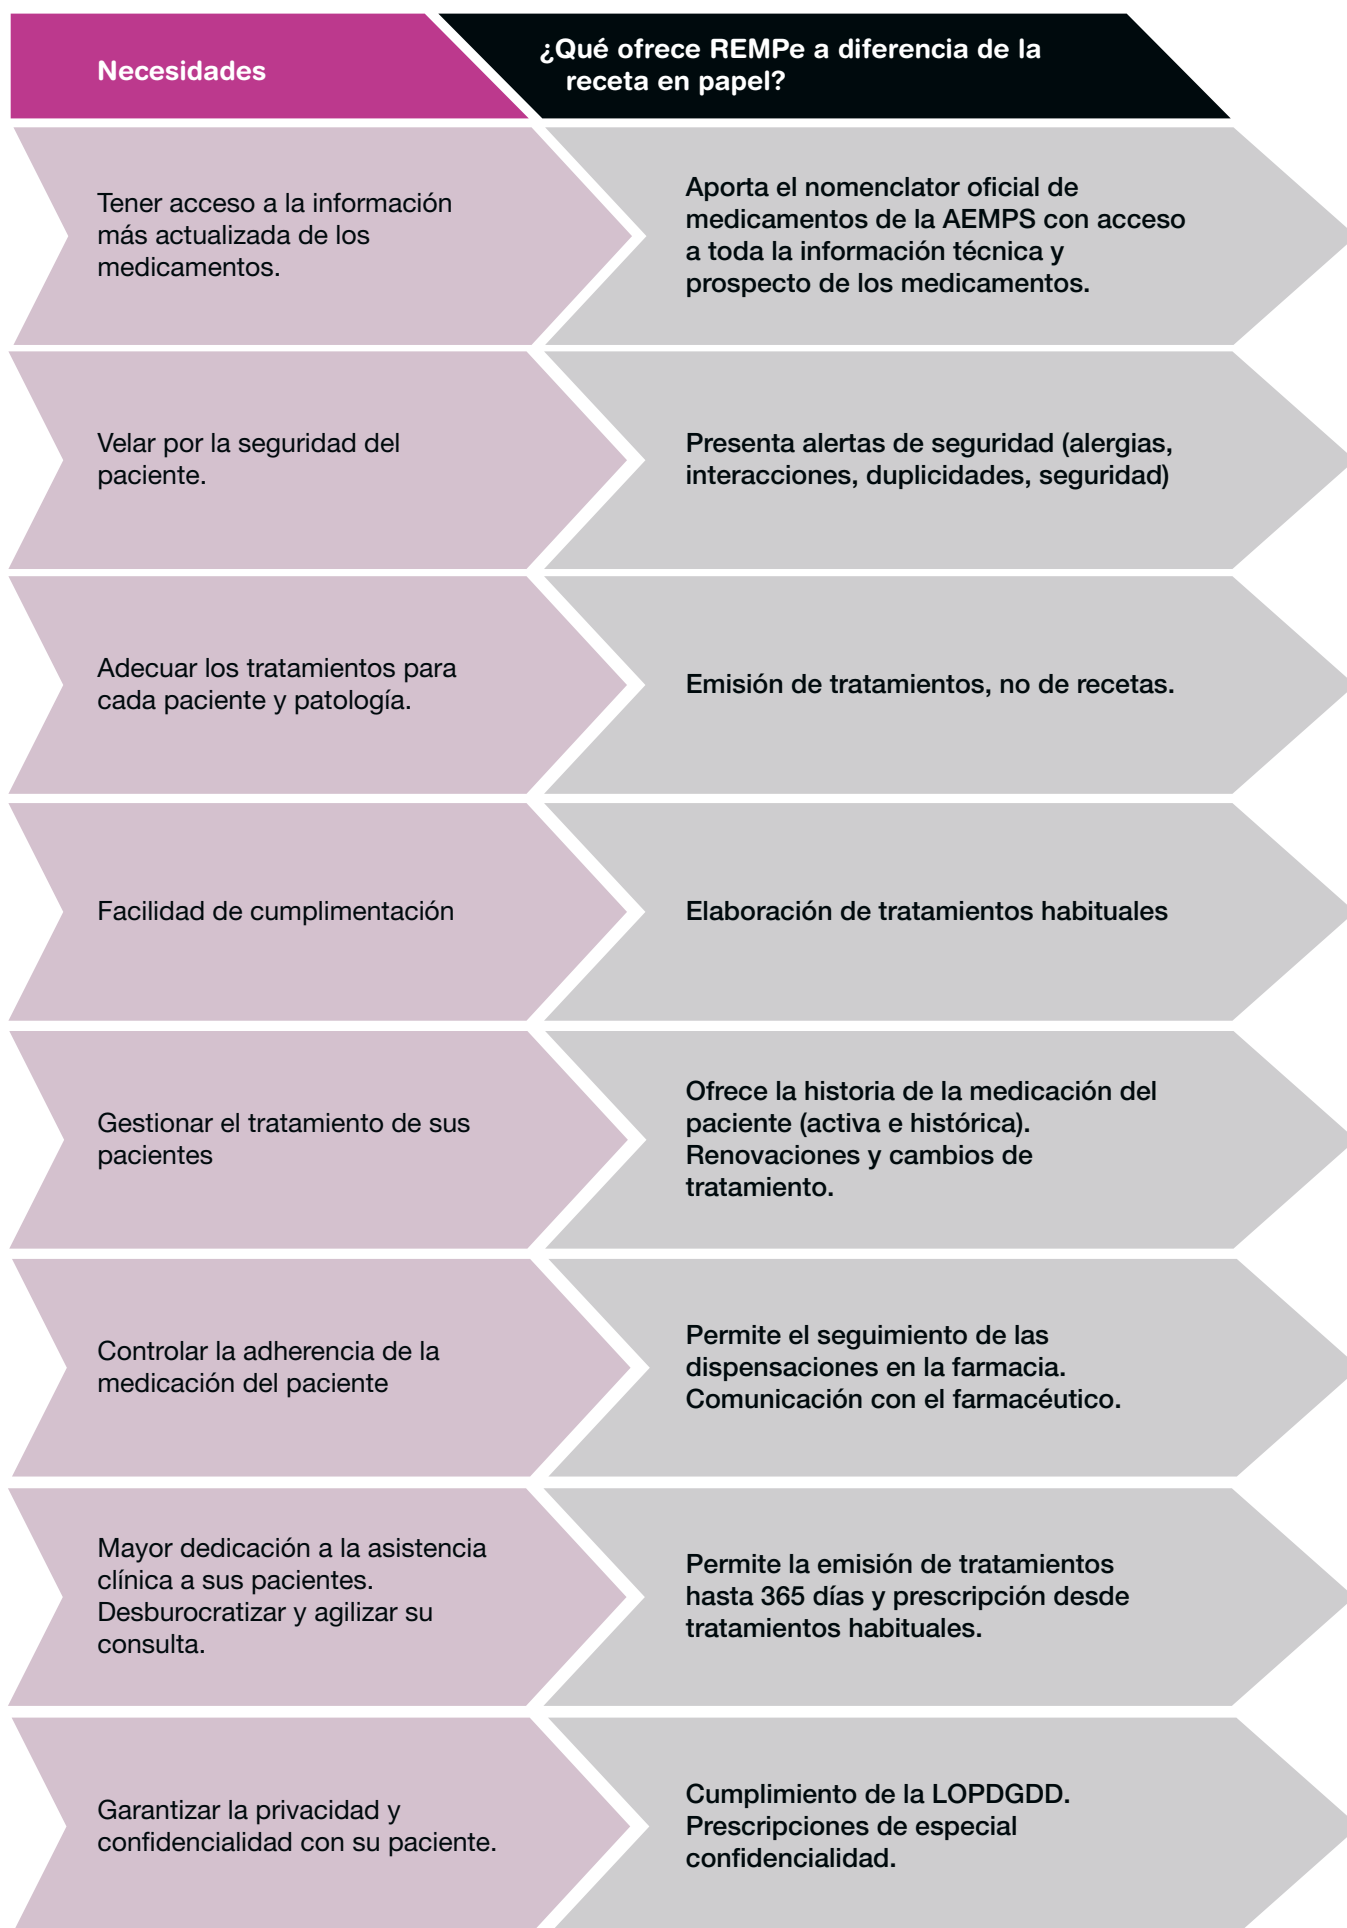 Necesidades
¿Qué ofrece REMPe a diferencia de la
receta en papel?
Tener acceso a la información
más actualizada de los
medicamentos.
Aporta el nomenclator oficial de
medicamentos de la AEMPS con acceso
a toda la información técnica y
prospecto de los medicamentos.
Velar por la seguridad del
paciente.
Presenta alertas de seguridad (alergias,
interacciones, duplicidades, seguridad)
Adecuar los tratamientos para
cada paciente y patología.
Emisión de tratamientos, no de recetas.
Facilidad de cumplimentación
Elaboración de tratamientos habituales
Gestionar el tratamiento de sus
pacientes
Ofrece la historia de la medicación del
paciente (activa e histórica).
Renovaciones y cambios de
tratamiento.
Controlar la adherencia de la
medicación del paciente
Permite el seguimiento de las
dispensaciones en la farmacia.
Comunicación con el farmacéutico.
Mayor dedicación a la asistencia
clínica a sus pacientes.
Desburocratizar y agilizar su
consulta.
Permite la emisión de tratamientos
hasta 365 días y prescripción desde
tratamientos habituales.
Garantizar la privacidad y
confidencialidad con su paciente.
Cumplimiento de la LOPDGDD.
Prescripciones de especial
confidencialidad.